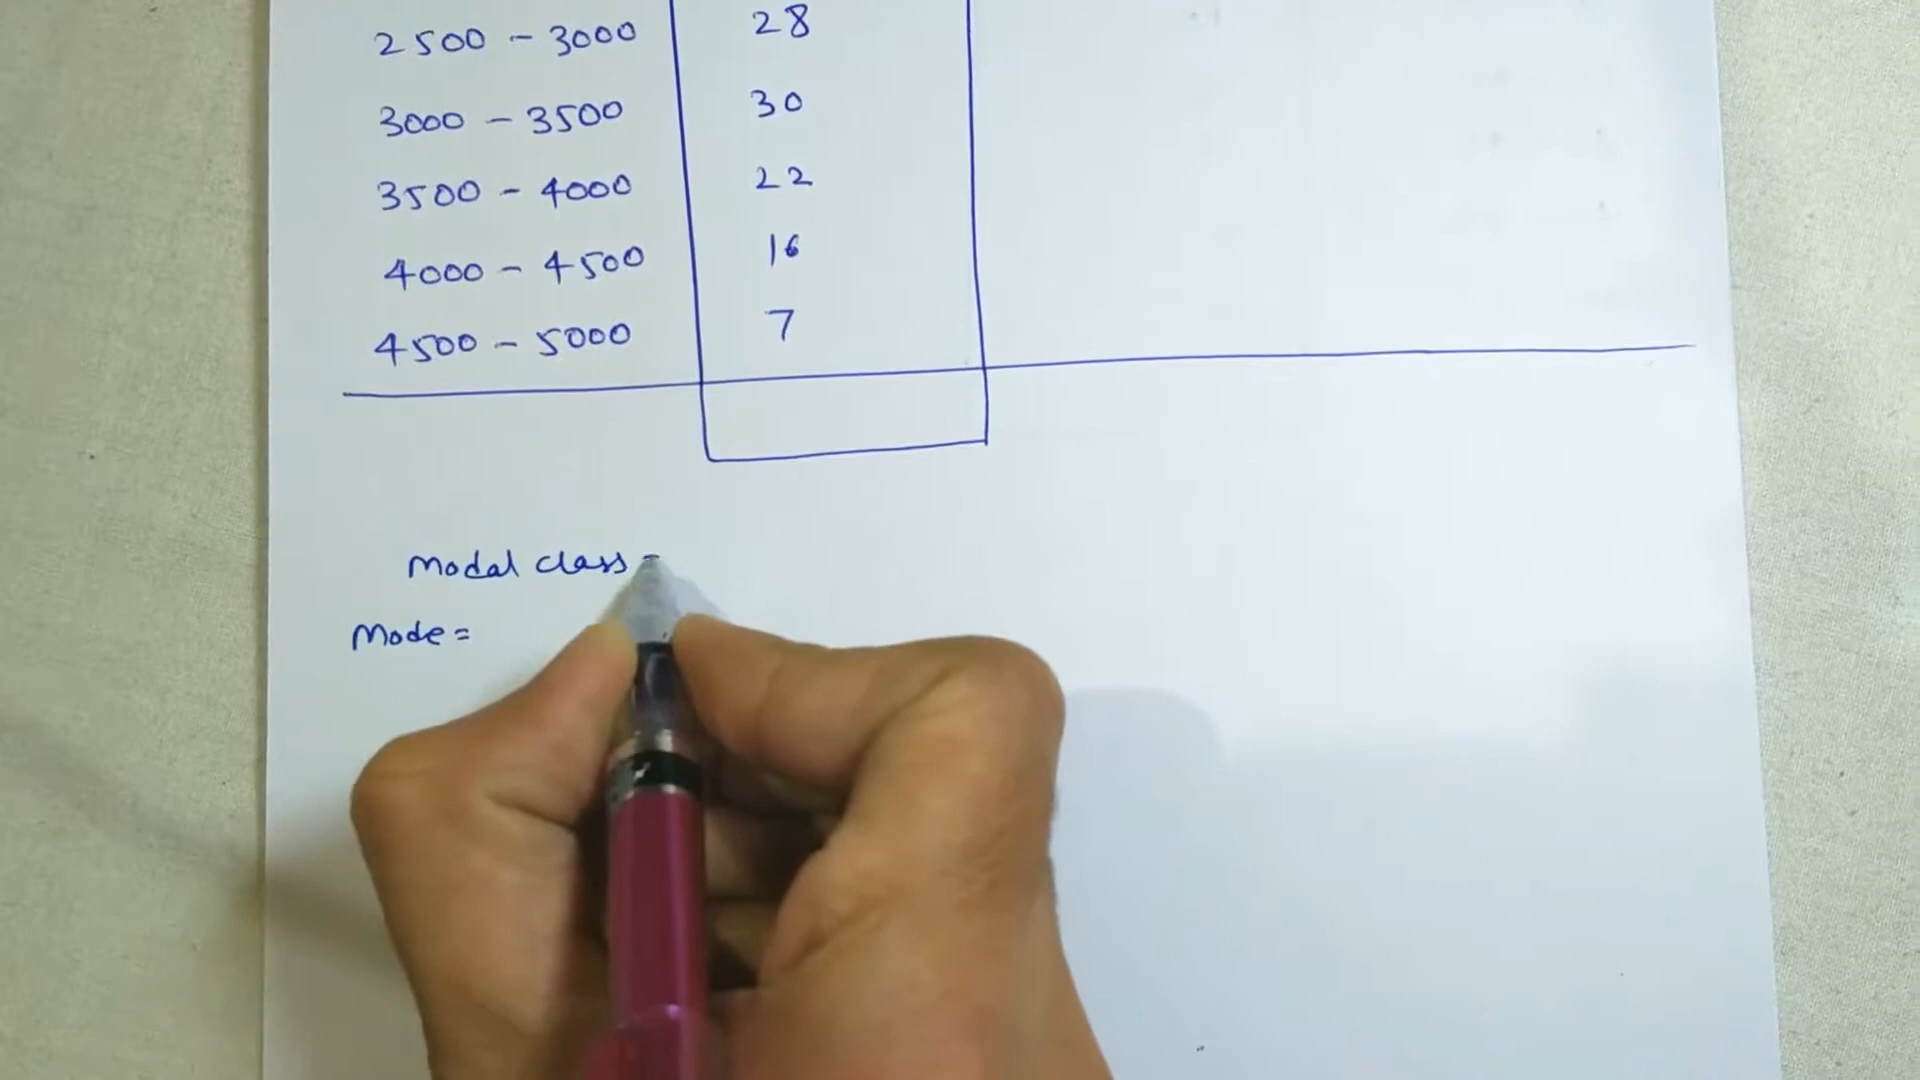 2500 - 3000 28
3000 - 3500 30
3500 - 4000 22
4000 - 4500 16
4500 - 5000 7
Modal class =
Mode =